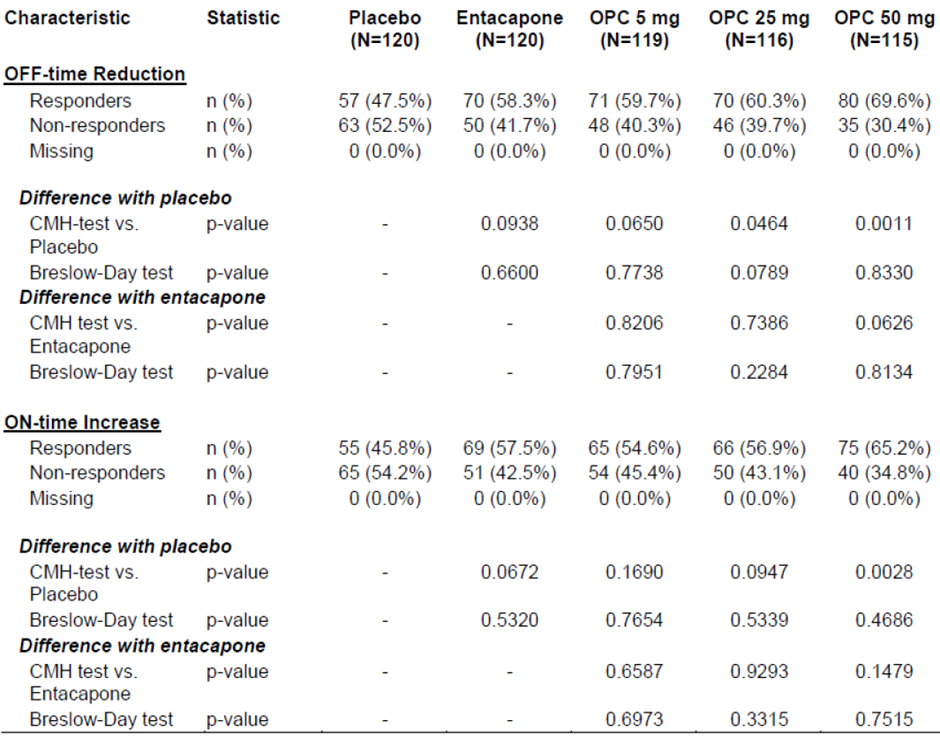 Characteristic Statistic Placebo Entacapone OPC 5 mg OPC 25 mg OPC 50 mg
(N=120) (N=120) (N=119) (N=116) (N=115)
OFF-time Reduction
Responders n (%) 57 (47.5%) 70 (58.3%) 71 (59.7%) 70 (60.3%) 80 (69.6%)
Non-responders n (%) 63 (52.5%) 50 (41.7%) 48 (40.3%) 46 (39.7%) 35 (30.4%)
Missing n (%) 0 (0.0%) 0 (0.0%) 0 (0.0%) 0 (0.0%) 0 (0.0%)
Difference with placebo
CMH-test vs. p-value - 0.0938 0.0650 0.0464 0.0011
Placebo
Breslow-Day test p-value - 0.6600 0.7738 0.0789 0.8330
Difference with entacapone
CMH test vs. p-value - - 0.8206 0.7386 0.0626
Entacapone
Breslow-Day test p-value - - 0.7951 0.2284 0.8134
ON-time Increase
Responders n (%) 55 (45.8%) 69 (57.5%) 65 (54.6%) 66 (56.9%) 75 (65.2%)
Non-responders n (%) 65 (54.2%) 51 (42.5%) 54 (45.4%) 50 (43.1%) 40 (34.8%)
Missing n (%) 0 (0.0%) 0 (0.0%) 0 (0.0%) 0 (0.0%) 0 (0.0%)
Difference with placebo
CMH-test vs. p-value - 0.0672 0.1690 0.0947 0.0028
Placebo
Breslow-Day test p-value - 0.5320 0.7654 0.5339 0.4686
Difference with entacapone
CMH test vs. p-value - - 0.6587 0.9293 0.1479
Entacapone
Breslow-Day test p-value - - 0.6973 0.3315 0.7515